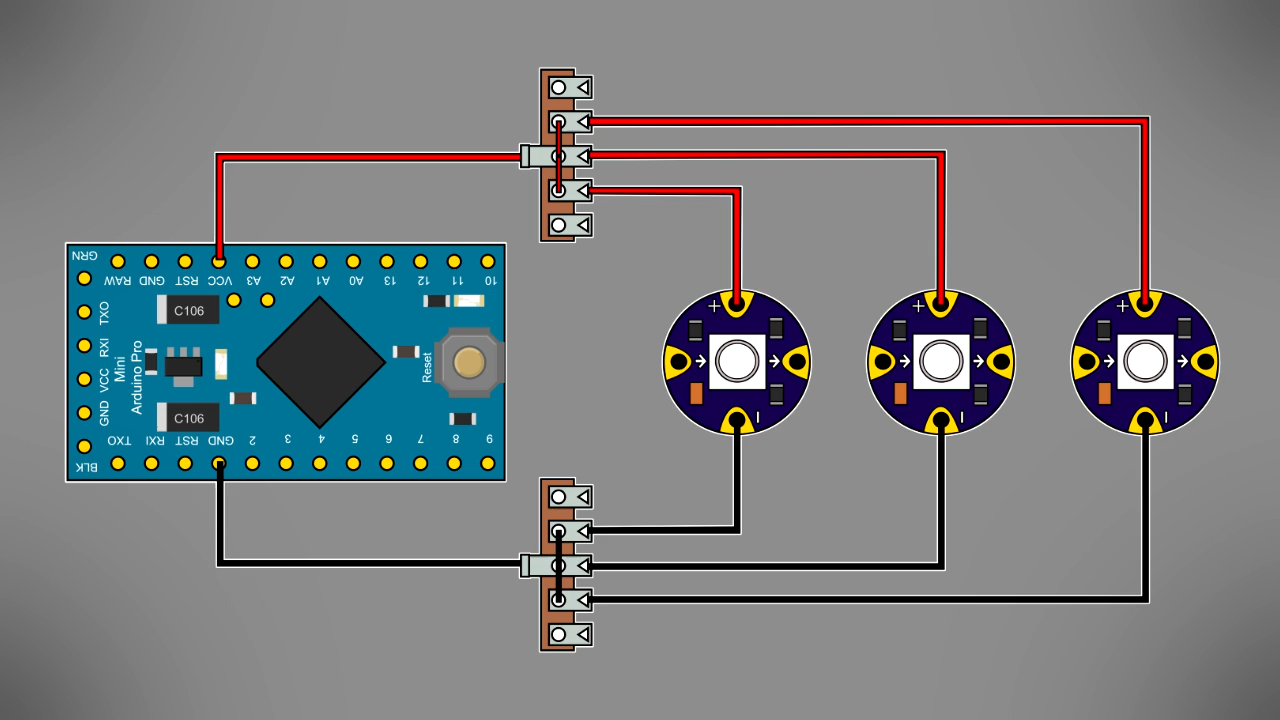 GRN
RAW GND RST VCC A3 A2 A1 A0 13 12 11 10
TXO
RXI
VCC
GND
BLK
C106
C106
Mini
Arduino Pro
Reset
TXO RXI RST GND 2 3 4 5 6 7 8 9
+
+
+